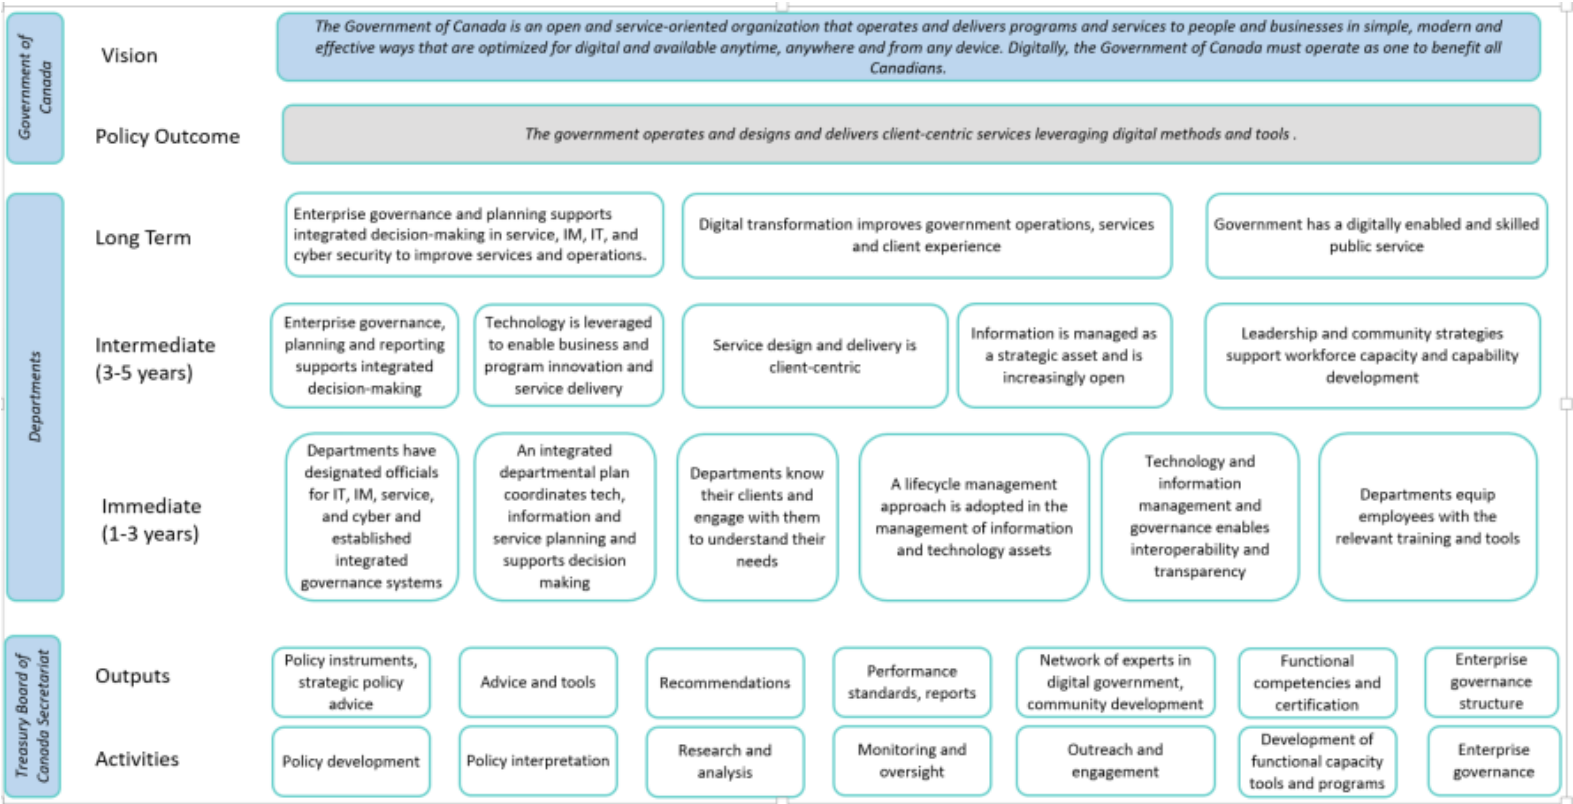 Government of
Canada
Vision
The Government of Canada is an open and service-oriented organization that operates and delivers programs and services to people and businesses in simple, modern and
effective ways that are optimized for digital and available anytime, anywhere and from any device. Digitally, the Government of Canada must operate as one to benefit all
Canadians.
Policy Outcome
The government operates and designs and delivers client-centric services leveraging digital methods and tools .
Departments
Long Term
Enterprise governance and planning supports
integrated decision-making in service, IM, IT, and
cyber security to improve services and operations.
Digital transformation improves government operations, services
and client experience
Government has a digitally enabled and skilled
public service
Intermediate
(3-5 years)
Enterprise governance,
planning and reporting
supports integrated
decision-making
Technology is leveraged
to enable business and
program innovation and
service delivery
Service design and delivery is
client-centric
Information is managed as
a strategic asset and is
increasingly open
Leadership and community strategies
support workforce capacity and capability
development
Immediate
(1-3 years)
Departments have
designated officials
for IT, IM, service,
and cyber and
established
integrated
governance systems
An integrated
departmental plan
coordinates tech,
information and
service planning and
supports decision
making
Departments know
their clients and
engage with them
to understand their
needs
A lifecycle management
approach is adopted in the
management of information
and technology assets
Technology and
information
management and
governance enables
interoperability and
transparency
Departments equip
employees with the
relevant training and tools
Treasury Board of
Canada Secretariat
Outputs
Policy instruments,
strategic policy
advice
Advice and tools
Recommendations
Performance
standards, reports
Network of experts in
digital government,
community development
Functional
competencies and
certification
Enterprise
governance
structure
Activities
Policy development
Policy interpretation
Research and
analysis
Monitoring and
oversight
Outreach and
engagement
Development of
functional capacity
tools and programs
Enterprise
governance